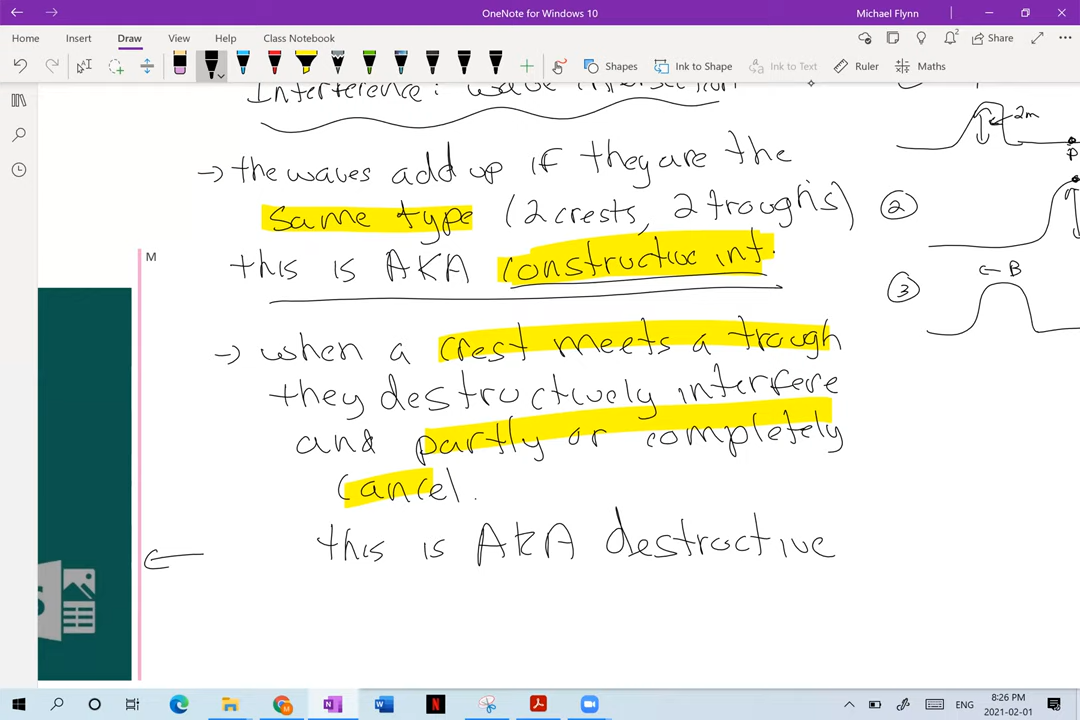 OneNote for Windows 10
Michael Flynn
Home Insert Draw View Help Class Notebook
Share
Shapes Ink to Shape Ink to Text Ruler Maths
Interference: wave intersection
→ the waves add up if they are the
same type (2 crests, 2 troughs)
this is AKA constructive int.
→ when a crest meets a trough
they destructively interfere
and partly or completely
cancel.
this is AKA destructive
M
2m
P
②
③
← B
8:26 PM
ENG
2021-02-01